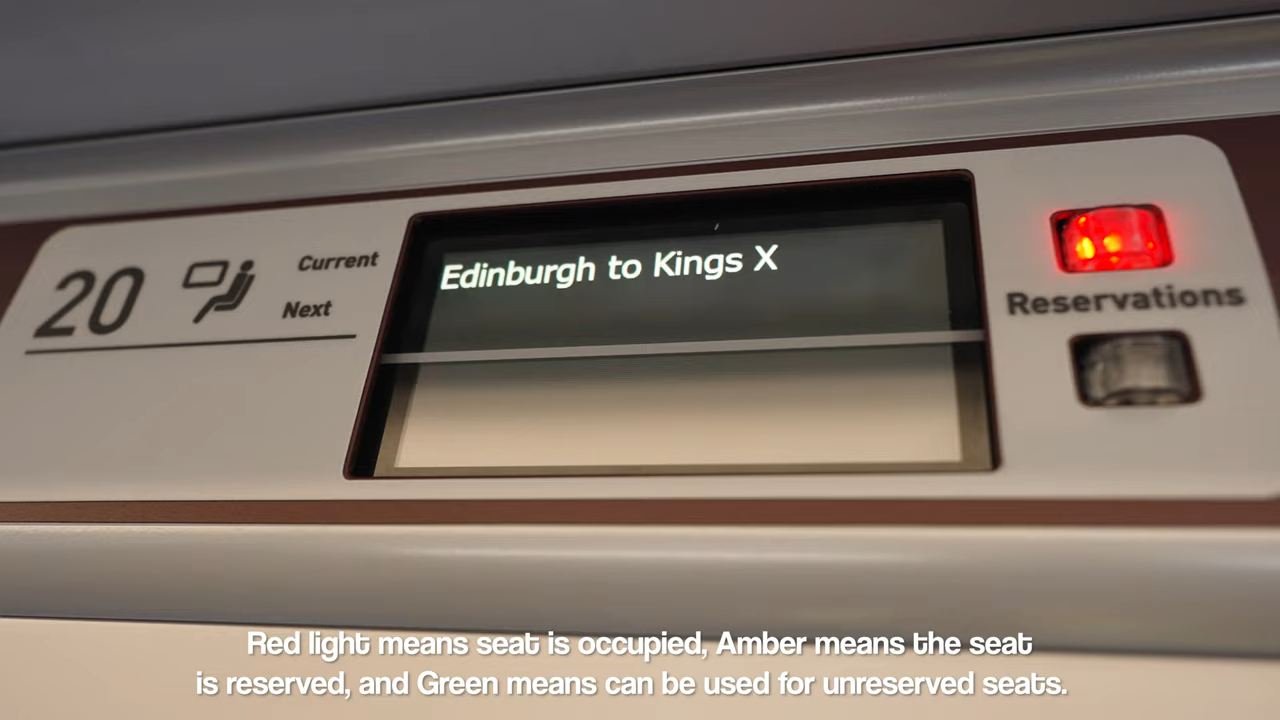 20
Current
Next
Edinburgh to Kings X
Reservations
Red light means seat is occupied, Amber means the seat
is reserved, and Green means can be used for unreserved seats.